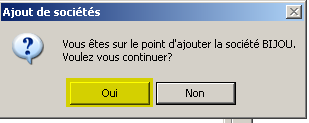 Ajout de sociétés
Vous êtes sur le point d'ajouter la société BIJOU.
Voulez vous continuer?
Oui
Non